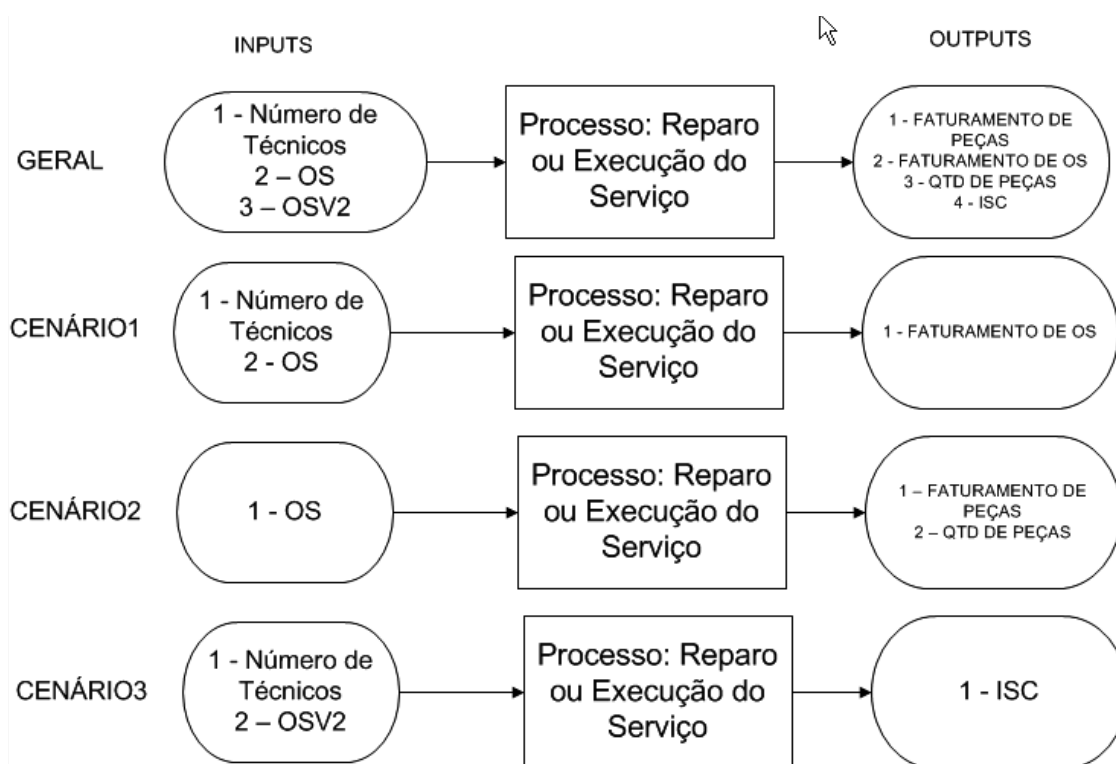 INPUTS
OUTPUTS
GERAL
1 - Número de
Técnicos
2 – OS
3 – OSV2
Processo: Reparo
ou Execução do
Serviço
1 - FATURAMENTO DE
PEÇAS
2 - FATURAMENTO DE OS
3 - QTD DE PEÇAS
4 - ISC
CENÁRIO1
1 - Número de
Técnicos
2 - OS
Processo: Reparo
ou Execução do
Serviço
1 - FATURAMENTO DE OS
CENÁRIO2
1 - OS
Processo: Reparo
ou Execução do
Serviço
1 – FATURAMENTO DE
PEÇAS
2 – QTD DE PEÇAS
CENÁRIO3
1 - Número de
Técnicos
2 – OSV2
Processo: Reparo
ou Execução do
Serviço
1 - ISC